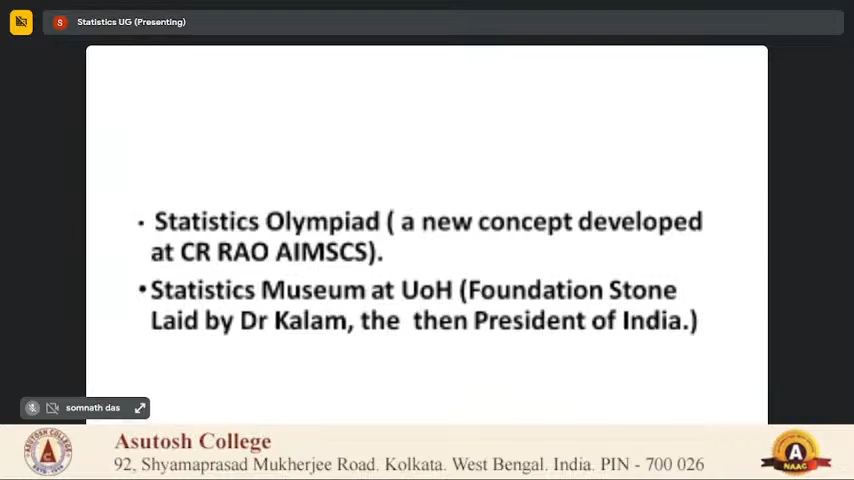 S Statistics UG (Presenting)
• Statistics Olympiad ( a new concept developed
at CR RAO AIMSCS).
• Statistics Museum at UoH (Foundation Stone
Laid by Dr Kalam, the then President of India.)
somnath das
Asutosh College
92, Shyamaprasad Mukherjee Road. Kolkata. West Bengal. India. PIN - 700 026
ASUTOSH COLLEGE
A
NAAC